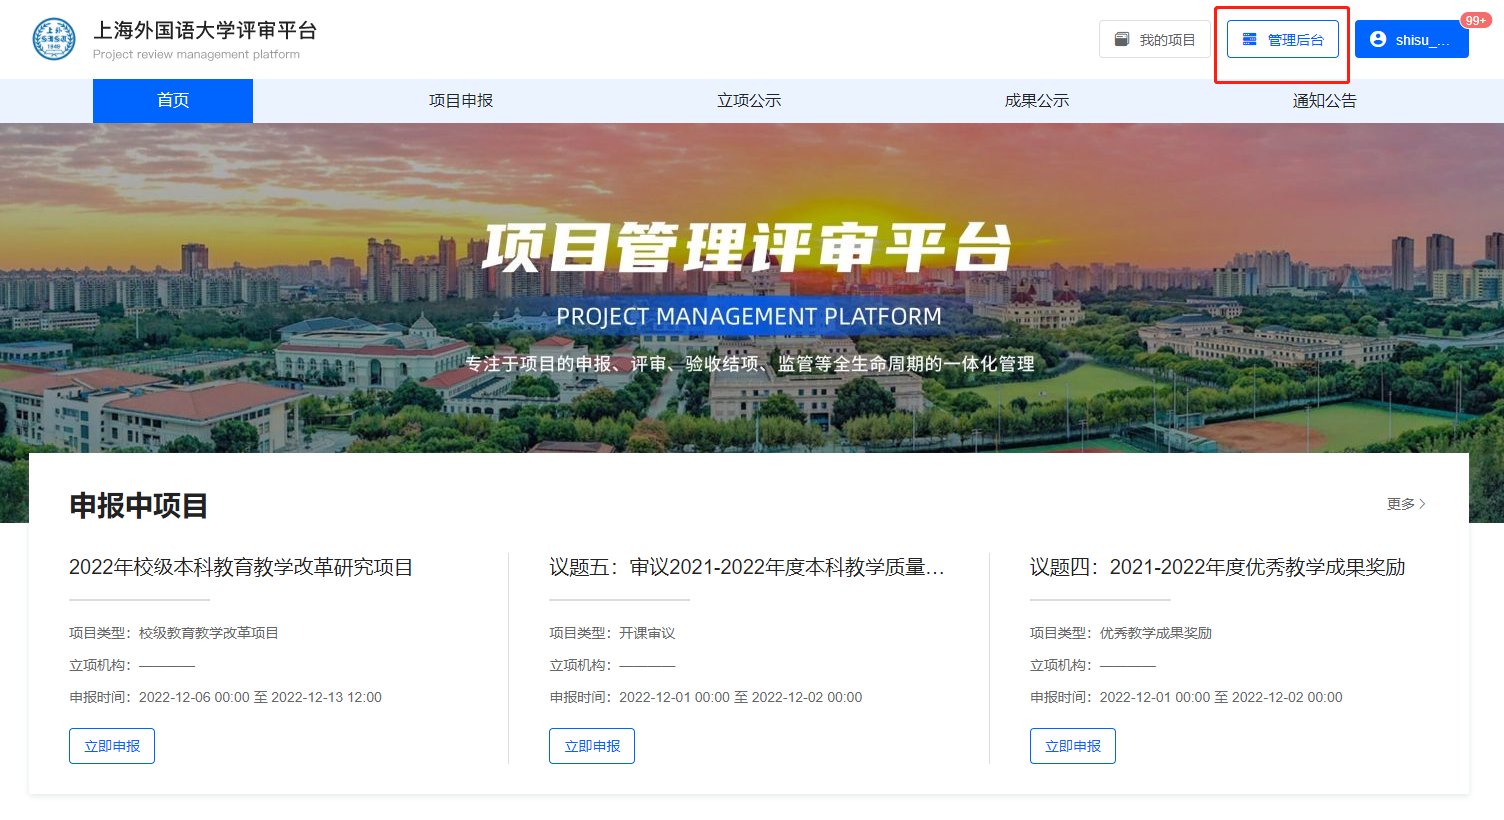 上海外国语大学评审平台
Project review management platform
我的项目
管理后台
shisu_...
99+
首页
项目申报
立项公示
成果公示
通知公告
项目管理评审平台
PROJECT MANAGEMENT PLATFORM
专注于项目的申报、评审、验收结项、监管等全生命周期的一体化管理
申报中项目
更多
2022年校级本科教育教学改革研究项目
项目类型：校级教育教学改革项目
立项机构：————
申报时间：2022-12-06 00:00 至 2022-12-13 12:00
立即申报
议题五：审议2021-2022年度本科教学质量...
项目类型：开课审议
立项机构：————
申报时间：2022-12-01 00:00 至 2022-12-02 00:00
立即申报
议题四：2021-2022年度优秀教学成果奖励
项目类型：优秀教学成果奖励
立项机构：————
申报时间：2022-12-01 00:00 至 2022-12-02 00:00
立即申报